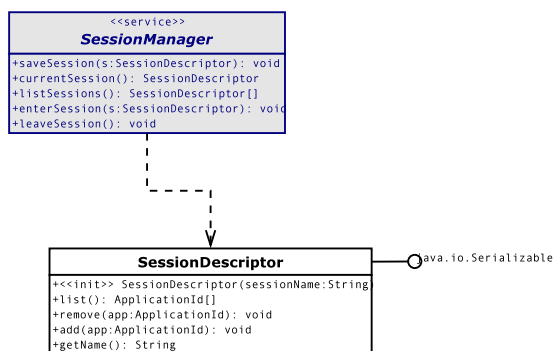 <<service>>
SessionManager
+saveSession(s:SessionDescriptor): void
+currentSession(): SessionDescriptor
+listSessions(): SessionDescriptor[]
+enterSession(s:SessionDescriptor): void
+leaveSession(): void
SessionDescriptor
java.io.Serializable
+<<init>> SessionDescriptor(sessionName:String)
+list(): ApplicationId[]
+remove(app:ApplicationId): void
+add(app:ApplicationId): void
+getName(): String